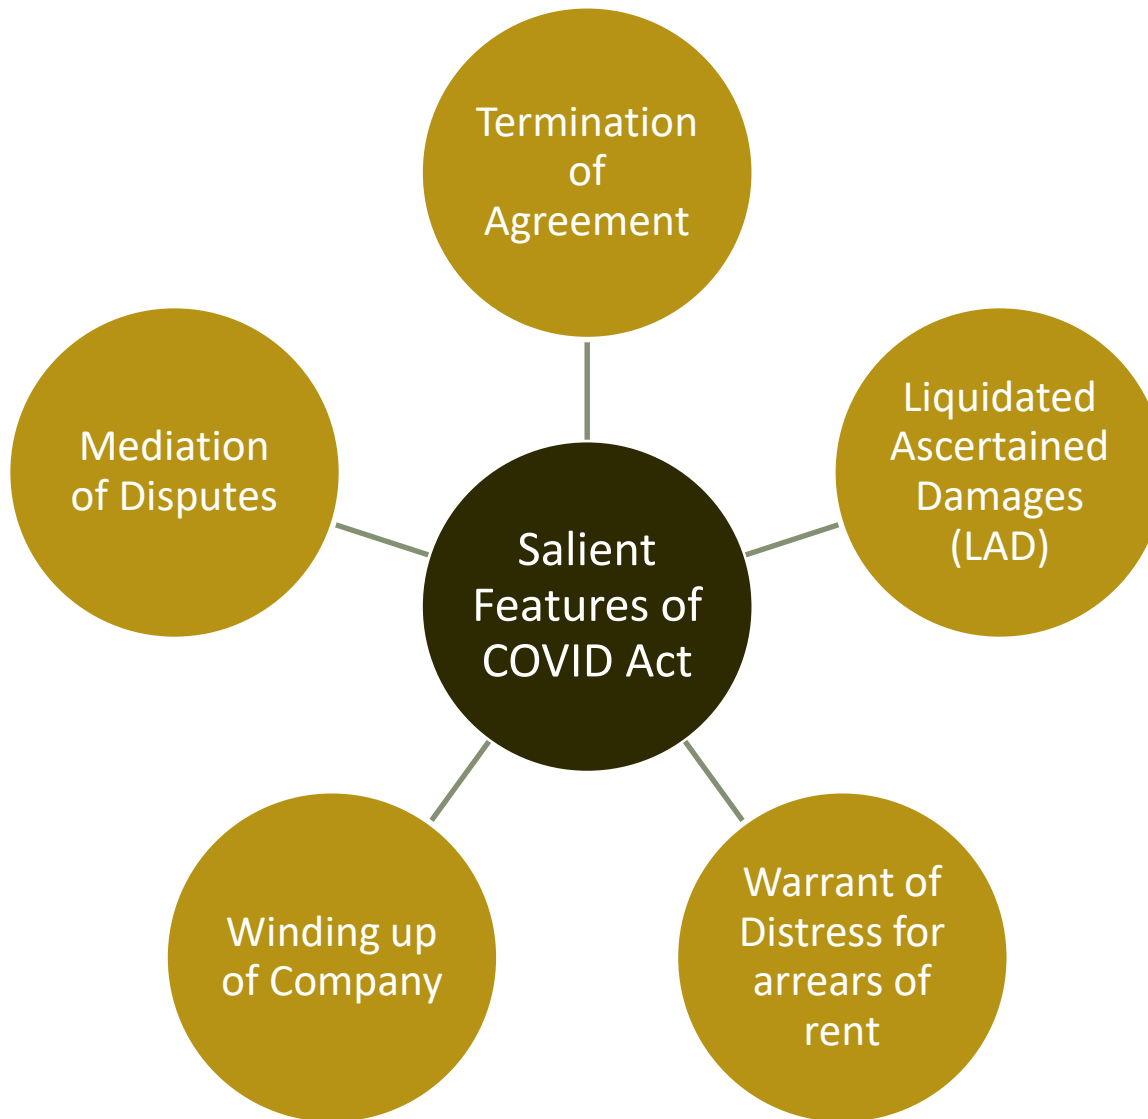 Termination
of
Agreement
Liquidated
Ascertained
Damages
(LAD)
Mediation
of Disputes
Salient
Features of
COVID Act
Warrant of
Distress for
arrears of
rent
Winding up
of Company